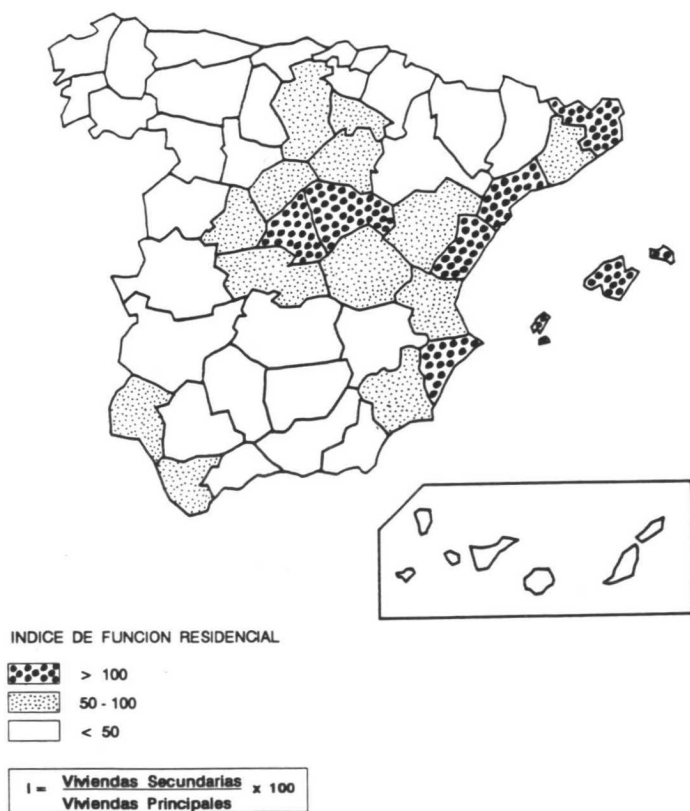 INDICE DE FUNCION RESIDENCIAL
> 100
50 - 100
< 50
I = Viviendas Secundarias x 100
Viviendas Principales